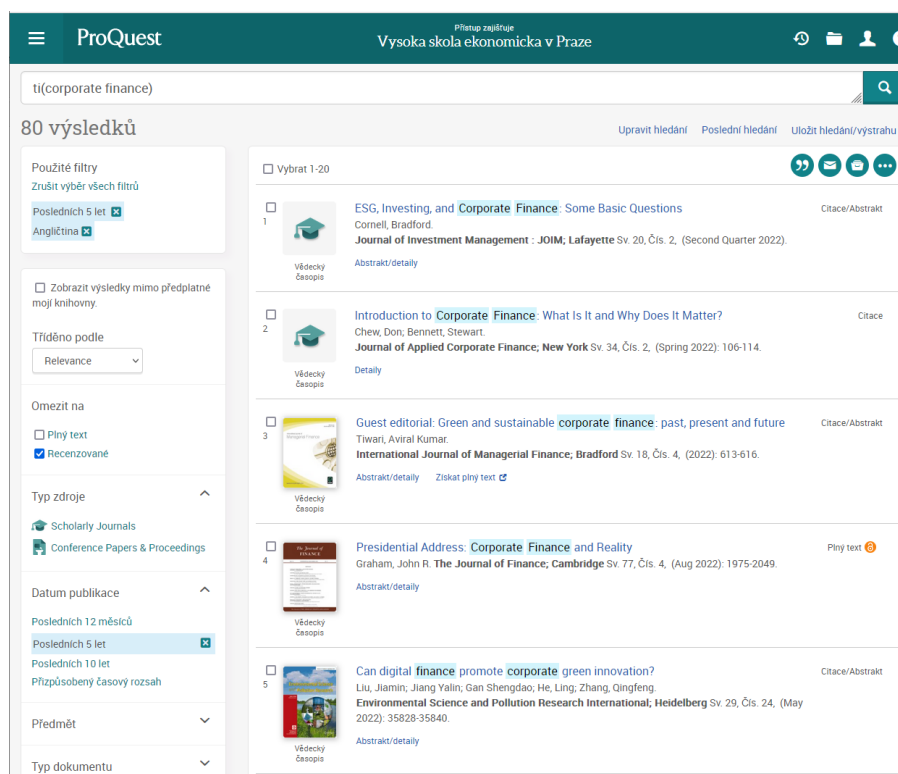 ProQuest
Přístup zajišťuje
Vysoka skola ekonomicka v Praze
ti(corporate finance)
80 výsledků
Upravit hledání
Poslední hledání
Uložit hledání/výstrahu
Použité filtry
Zrušit výběr všech filtrů
Posledních 5 let
Angličtina
Zobrazit výsledky mimo předplatné
mojí knihovny.
Tříděno podle
Relevance
Omezit na
Plný text
Recenzované
Typ zdroje
Scholarly Journals
Conference Papers & Proceedings
Datum publikace
Posledních 12 měsíců
Posledních 5 let
Posledních 10 let
Přizpůsobený časový rozsah
Předmět
Typ dokumentu
Vybrat 1-20
1
Vědecký
časopis
ESG, Investing, and Corporate Finance: Some Basic Questions
Cornell, Bradford.
Journal of Investment Management : JOIM; Lafayette Sv. 20, Čís. 2, (Second Quarter 2022).
Abstrakt/detaily
Citace/Abstrakt
2
Vědecký
časopis
Introduction to Corporate Finance: What Is It and Why Does It Matter?
Chew, Don; Bennett, Stewart.
Journal of Applied Corporate Finance; New York Sv. 34, Čís. 2, (Spring 2022): 106-114.
Detaily
Citace
3
Vědecký
časopis
Guest editorial: Green and sustainable corporate finance: past, present and future
Tiwari, Aviral Kumar.
International Journal of Managerial Finance; Bradford Sv. 18, Čís. 4, (2022): 613-616.
Abstrakt/detaily
Získat plný text
Citace/Abstrakt
4
The Journal of
FINANCE
Vědecký
časopis
Presidential Address: Corporate Finance and Reality
Graham, John R. The Journal of Finance; Cambridge Sv. 77, Čís. 4, (Aug 2022): 1975-2049.
Abstrakt/detaily
Plný text
5
Vědecký
časopis
Can digital finance promote corporate green innovation?
Liu, Jiamin; Jiang Yalin; Gan Shengdao; He, Ling; Zhang, Qingfeng.
Environmental Science and Pollution Research International; Heidelberg Sv. 29, Čís. 24, (May
2022): 35828-35840.
Abstrakt/detaily
Citace/Abstrakt